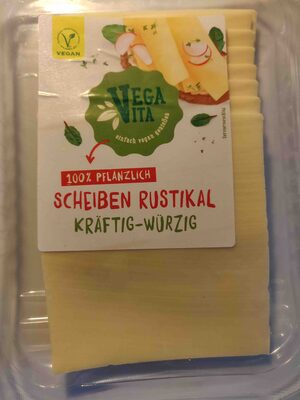 VEGAN
VEGA
VITA
einfach vegan genießen
100% PFLANZLICH
SCHEIBEN RUSTIKAL
KRÄFTIG-WÜRZIG